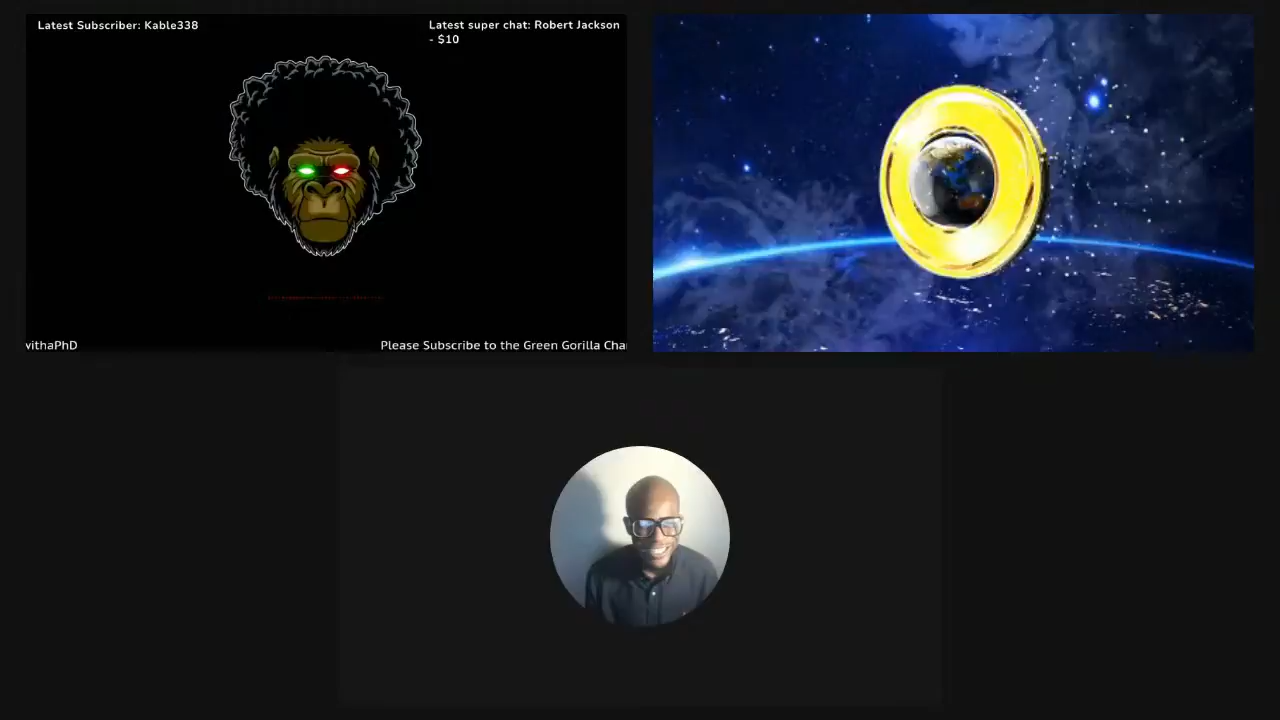 Latest Subscriber: Kable338
Latest super chat: Robert Jackson
- $10
vithaPhD
Please Subscribe to the Green Gorilla Cha